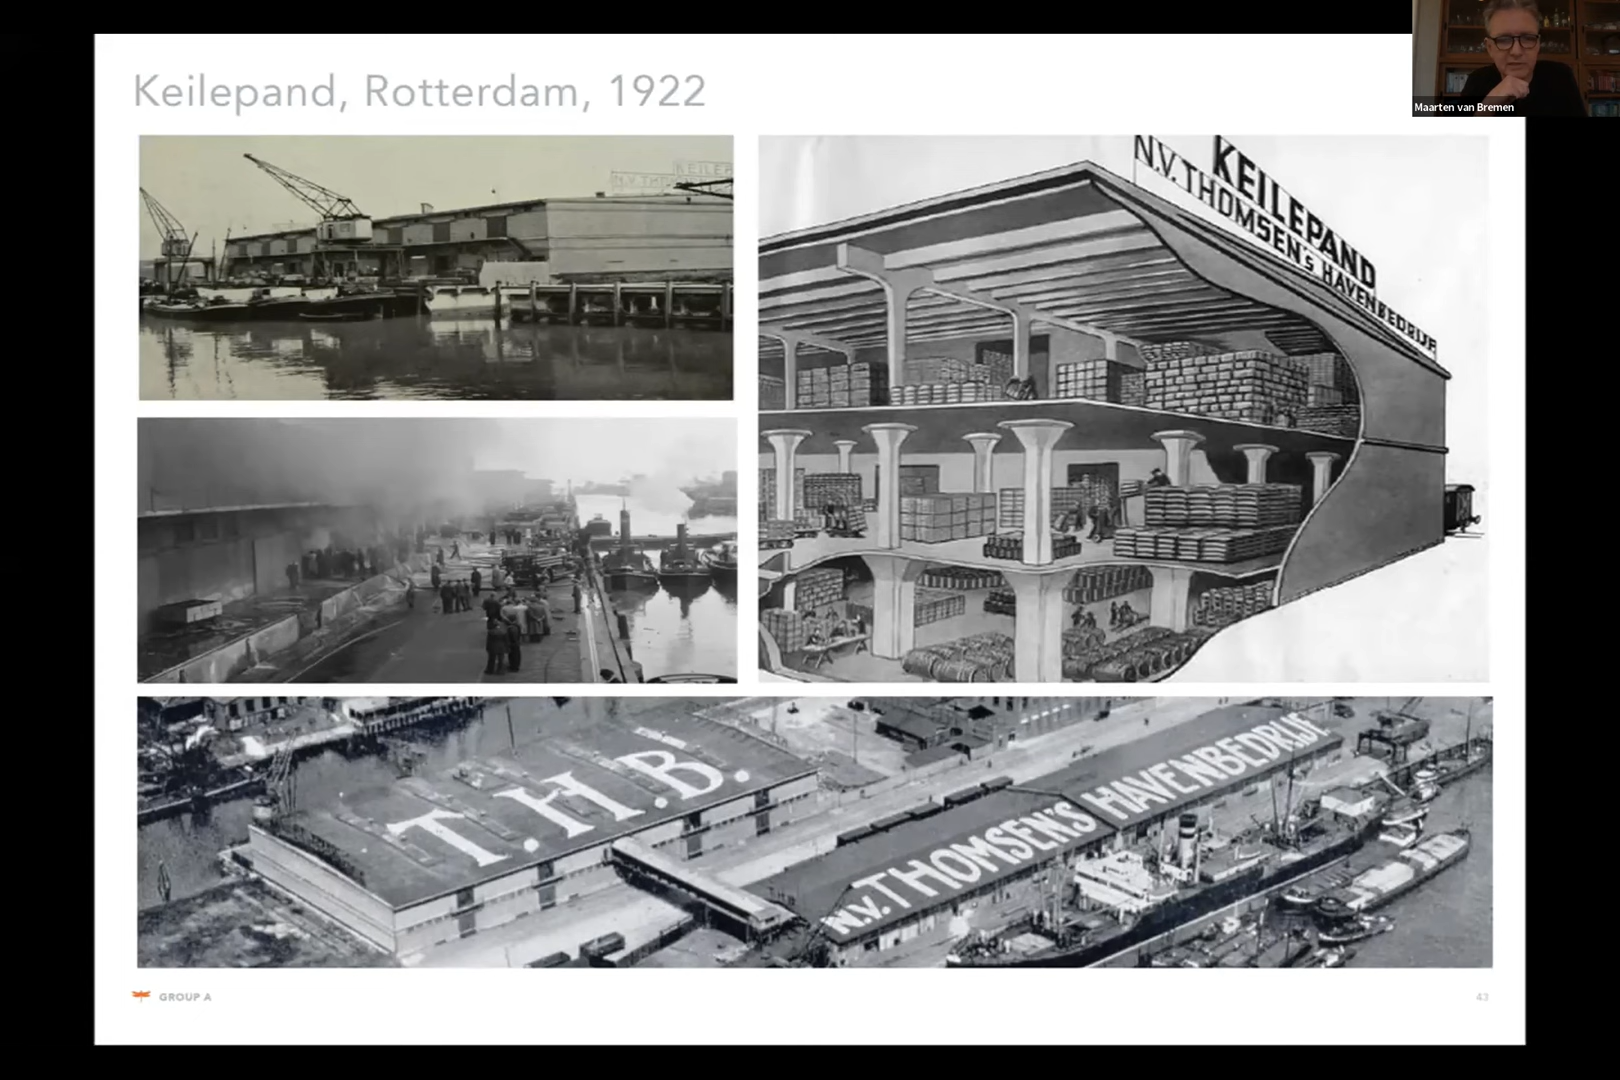 Maarten van Bremen
Keilepand, Rotterdam, 1922
KEILEPAND
N.V. THOMSEN'S HAVENBEDRIJF
T.H.B.
N.V. THOMSEN'S HAVENBEDRIJF
GROUP A
43